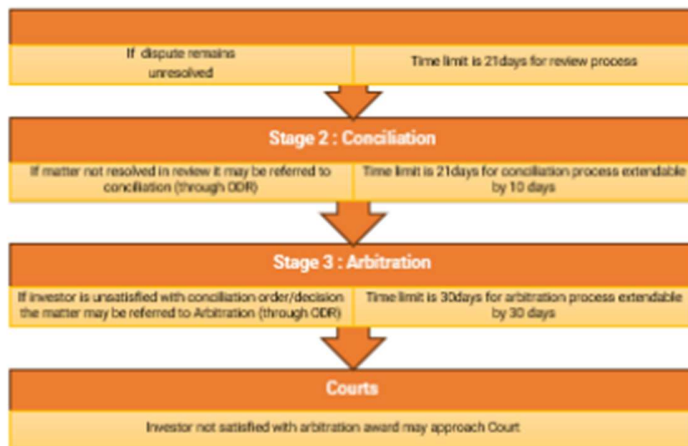 If dispute remains
unresolved
Time limit is 21days for review process
Stage 2 : Conciliation
If matter not resolved in review it may be referred to
conciliation (through ODR)
Time limit is 21days for conciliation process extendable
by 10 days
Stage 3 : Arbitration
If investor is unsatisfied with conciliation order/decision
the matter may be referred to Arbitration (through ODR)
Time limit is 30days for arbitration process extendable
by 30 days
Courts
Investor not satisfied with arbitration award may approach Court